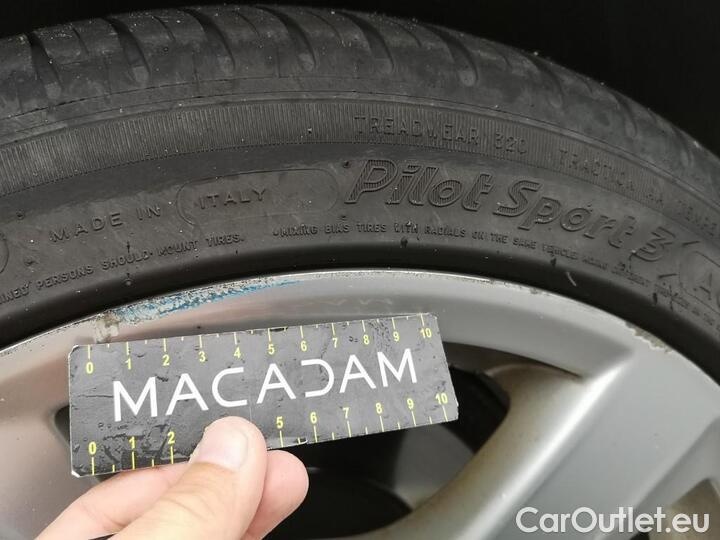 TREADWEAR 320 TRACTION AA
Pilot Sport 3
MADE IN ITALY
PERSONS SHOULD MOUNT TIRES.
MIXING BIAS TIRES WITH RADIALS ON THE SAME VEHICLE
0 1 2 3 4 5 6 7 8 9 10
MACADAM
0 1 2 5 6 7 8 9 10
CarOutlet.eu